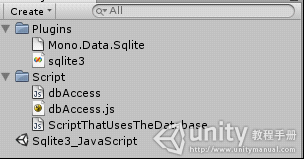 Create All
Plugins
Mono.Data.Sqlite
sqlite3
Script
dbAccess
dbAccess.js
ScriptThatUsesTheDatabase
Sqlite3_JavaScript
unity 教程手册
www.unitymanual.com